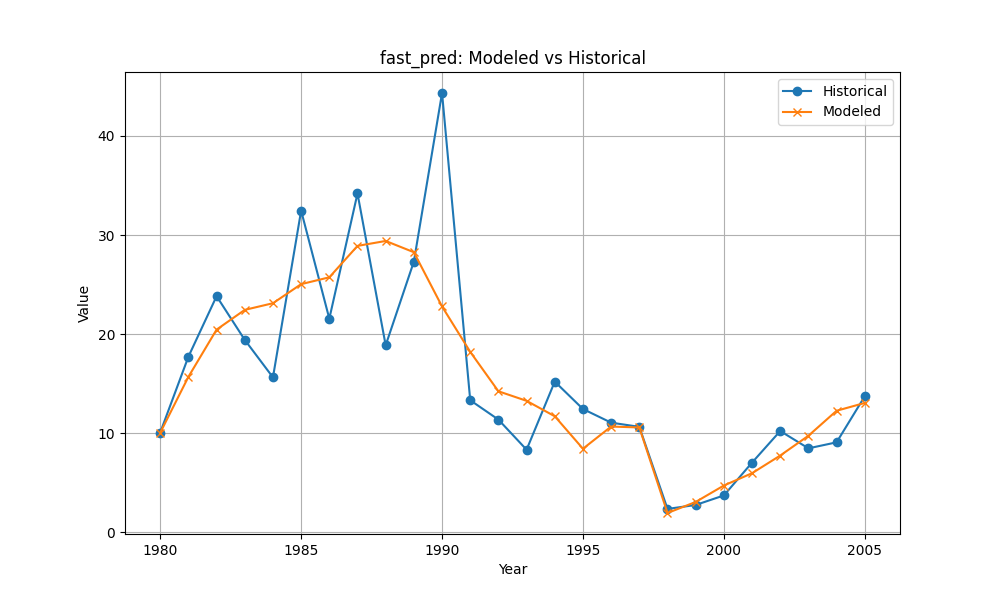 fast_pred: Modeled vs Historical
Historical
Modeled
Value
40
30
20
10
0
1980 1985 1990 1995 2000 2005
Year